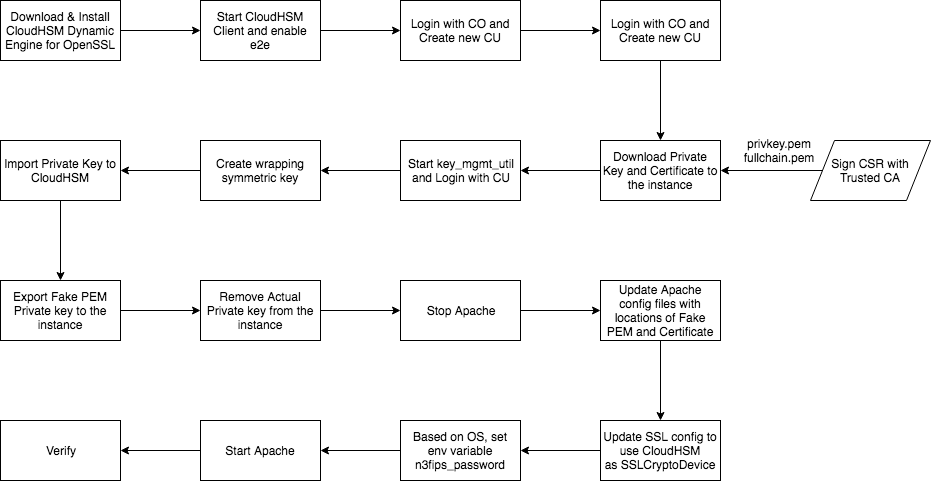 Download & Install
CloudHSM Dynamic
Engine for OpenSSL
Start CloudHSM
Client and enable
e2e
Login with CO and
Create new CU
Login with CO and
Create new CU
privkey.pem
fullchain.pem
Sign CSR with
Trusted CA
Download Private
Key and Certificate to
the instance
Start key_mgmt_util
and Login with CU
Create wrapping
symmetric key
Import Private Key to
CloudHSM
Export Fake PEM
Private key to the
instance
Remove Actual
Private key from the
instance
Stop Apache
Update Apache
config files with
locations of Fake
PEM and Certificate
Update SSL config to
use CloudHSM
as SSLCryptoDevice
Based on OS, set
env variable
n3fips_password
Start Apache
Verify